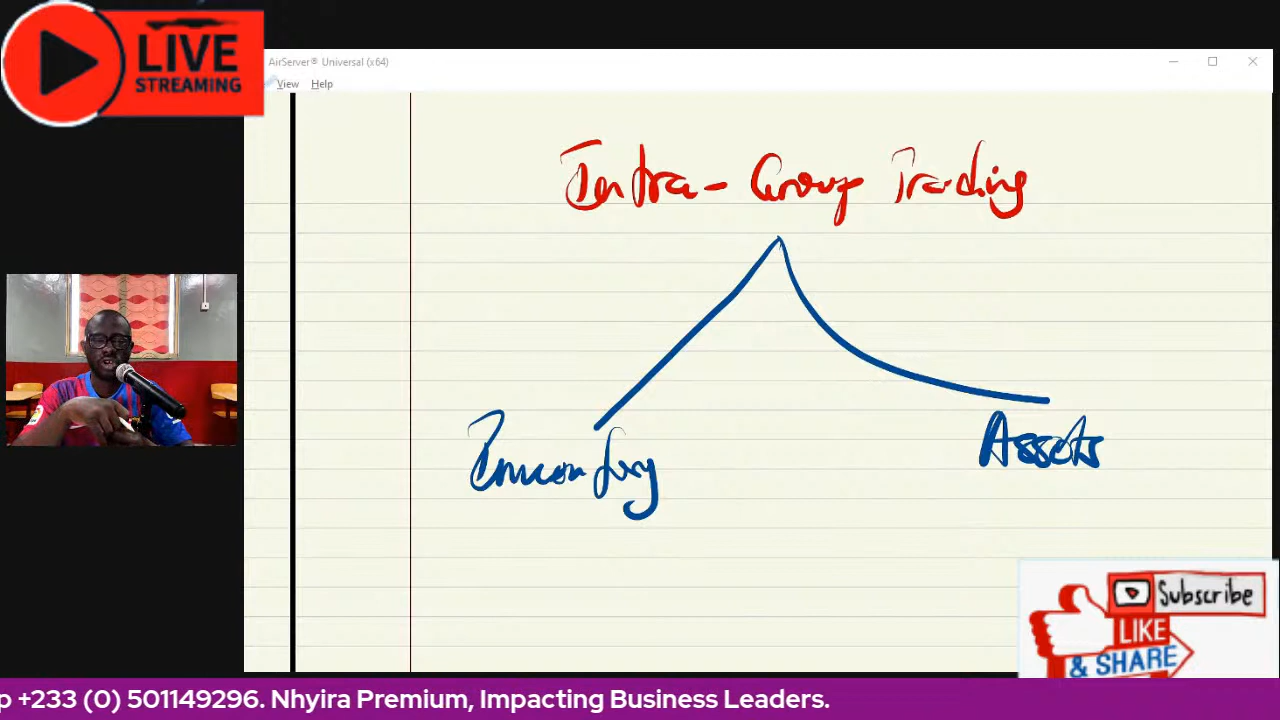 LIVE
STREAMING
AirServer® Universal (x64)
View Help
Intra-Group Trading
Inventory
Assets
Subscribe
LIKE
& SHARE
p +233 (0) 501149296. Nhyira Premium, Impacting Business Leaders.